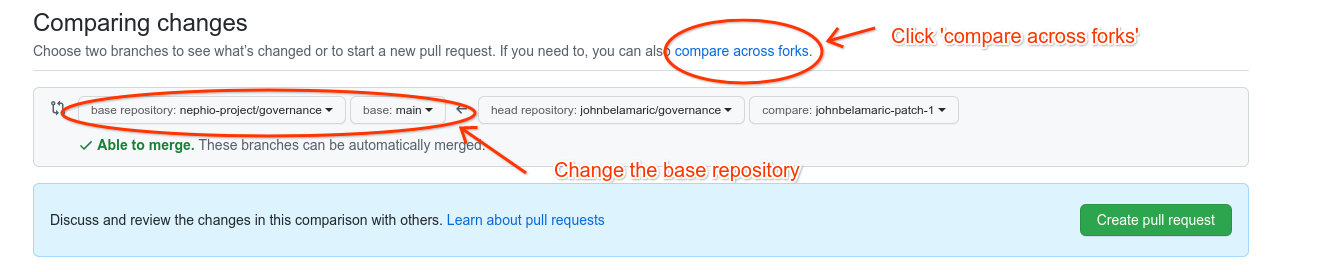 Comparing changes
Choose two branches to see what's changed or to start a new pull request. If you need to, you can also compare across forks.
Click 'compare across forks'
base repository: nephio-project/governance base: main head repository: johnbelamaric/governance compare: johnbelamaric-patch-1
Able to merge. These branches can be automatically merged.
Change the base repository
Discuss and review the changes in this comparison with others. Learn about pull requests
Create pull request